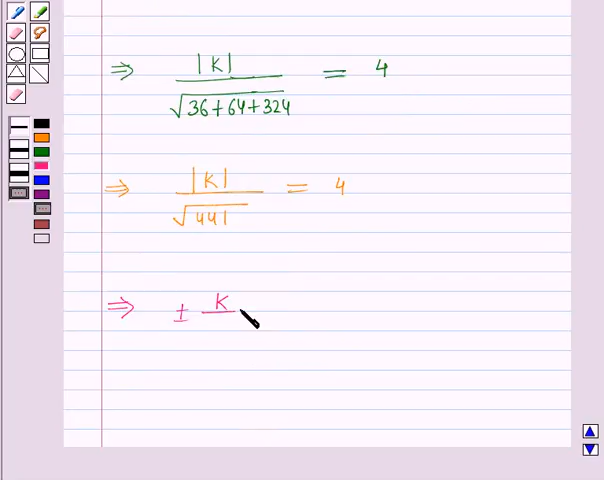 ⇒ |K| / √36+64+324 = 4
⇒ |K| / √441 = 4
⇒ ± K